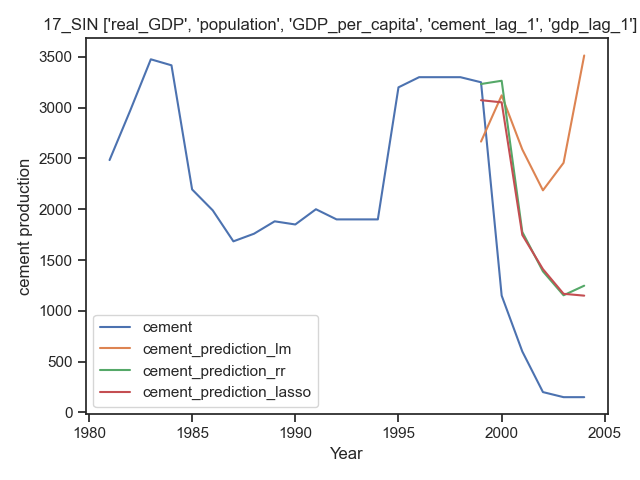 17_SIN ['real_GDP', 'population', 'GDP_per_capita', 'cement_lag_1', 'gdp_lag_1']
3500
3000
2500
2000
1500
1000
500
0
cement production
cement
cement_prediction_lm
cement_prediction_rr
cement_prediction_lasso
1980 1985 1990 1995 2000 2005
Year